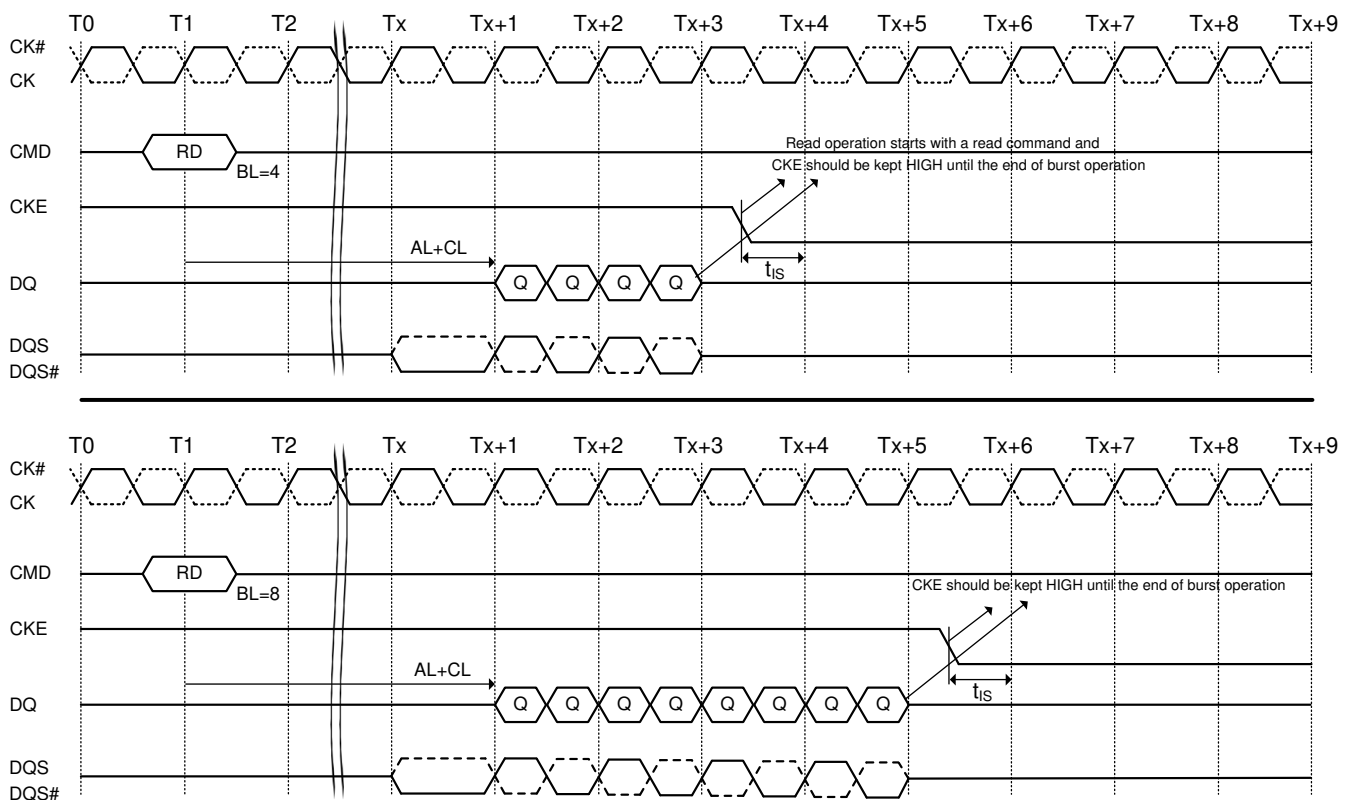 T0 T1 T2 Tx Tx+1 Tx+2 Tx+3 Tx+4 Tx+5 Tx+6 Tx+7 Tx+8 Tx+9
CK#
CK
Read operation starts with a read command and
CMD RD
CKE should be kept HIGH until the end of burst operation
BL=4
CKE
AL+CL
tIS
DQ Q Q Q Q
DQS
DQS#
T0 T1 T2 Tx Tx+1 Tx+2 Tx+3 Tx+4 Tx+5 Tx+6 Tx+7 Tx+8 Tx+9
CK#
CK
CMD RD
CKE should be kept HIGH until the end of burst operation
BL=8
CKE
AL+CL
tIS
DQ Q Q Q Q Q Q Q Q
DQS
DQS#